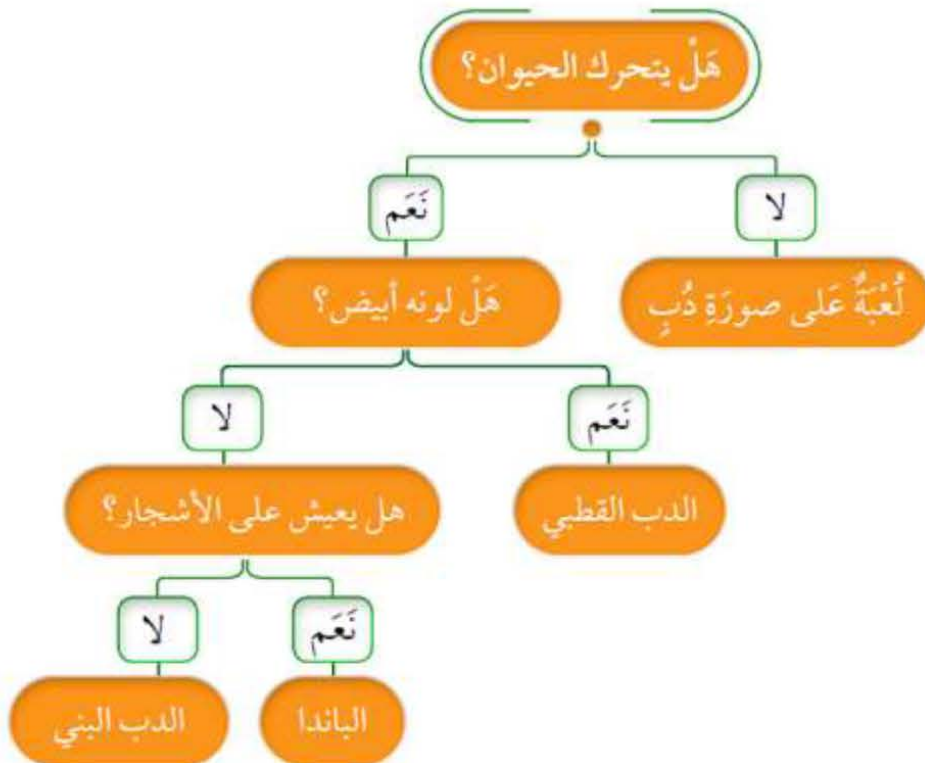 هَلْ يتحرك الحيوان؟
لا
نَعَم
لُعْبَةٌ عَلى صورَةِ دُبٍ
هَلْ لونه أبيض؟
نَعَم
لا
الدب القطبي
هل يعيش على الأشجار؟
نَعَم
لا
الباندا
الدب البني